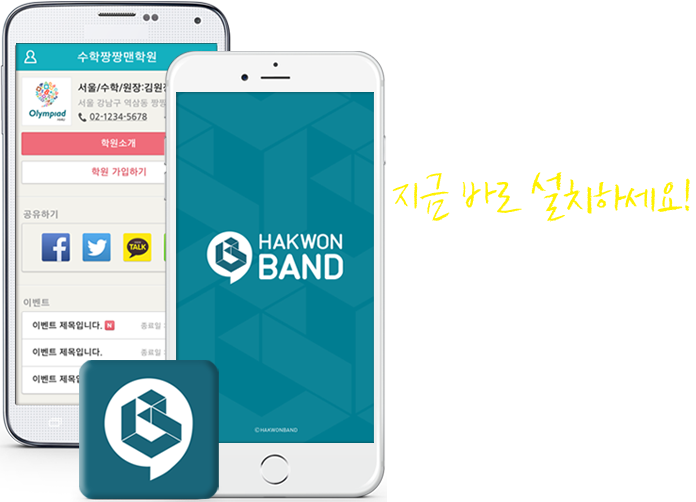 수학짱짱맨학원
서울/수학/원장:김원
서울 강남구 역삼동
Olympiad
02-1234-5678
학원소개
학원 가입하기
공유하기
TALK
이벤트
이벤트 제목입니다. N
종료일
이벤트 제목입니다.
종료일
이벤트
HAKWON
BAND
©HAKWONBAND
지금 바로 설치하세요!